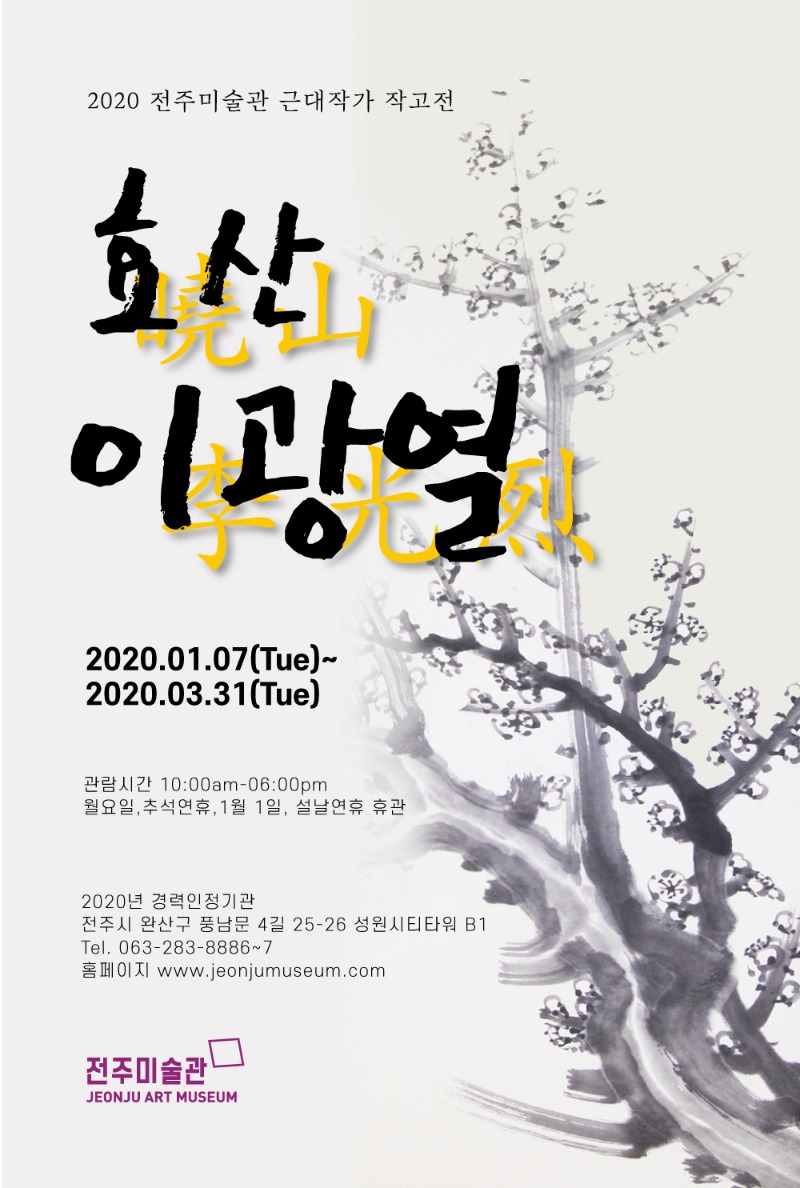 2020 전주미술관 근대작가 작고전
효산
曉山
이광열
李光烈
2020.01.07(Tue)~
2020.03.31(Tue)
관람시간 10:00am-06:00pm
월요일,추석연휴,1월 1일, 설날연휴 휴관
2020년 경력인정기관
전주시 완산구 풍남문 4길 25-26 성원시티타워 B1
Tel. 063-283-8886~7
홈페이지 www.jeonjumuseum.com
전주미술관
JEONJU ART MUSEUM